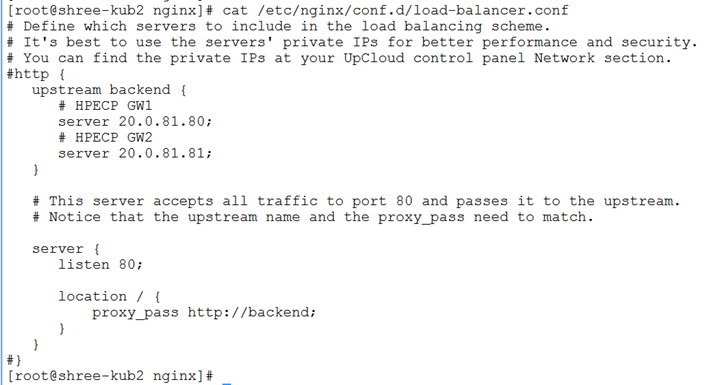 [root@shree-kub2 nginx]# cat /etc/nginx/conf.d/load-balancer.conf
# Define which servers to include in the load balancing scheme.
# It's best to use the servers' private IPs for better performance and security.
# You can find the private IPs at your UpCloud control panel Network section.
#http {
   upstream backend {
      # HPECP GW1
      server 20.0.81.80;
      # HPECP GW2
      server 20.0.81.81;
   }

   # This server accepts all traffic to port 80 and passes it to the upstream.
   # Notice that the upstream name and the proxy_pass need to match.

   server {
      listen 80;

      location / {
          proxy_pass http://backend;
      }
   }
#}
[root@shree-kub2 nginx]# _